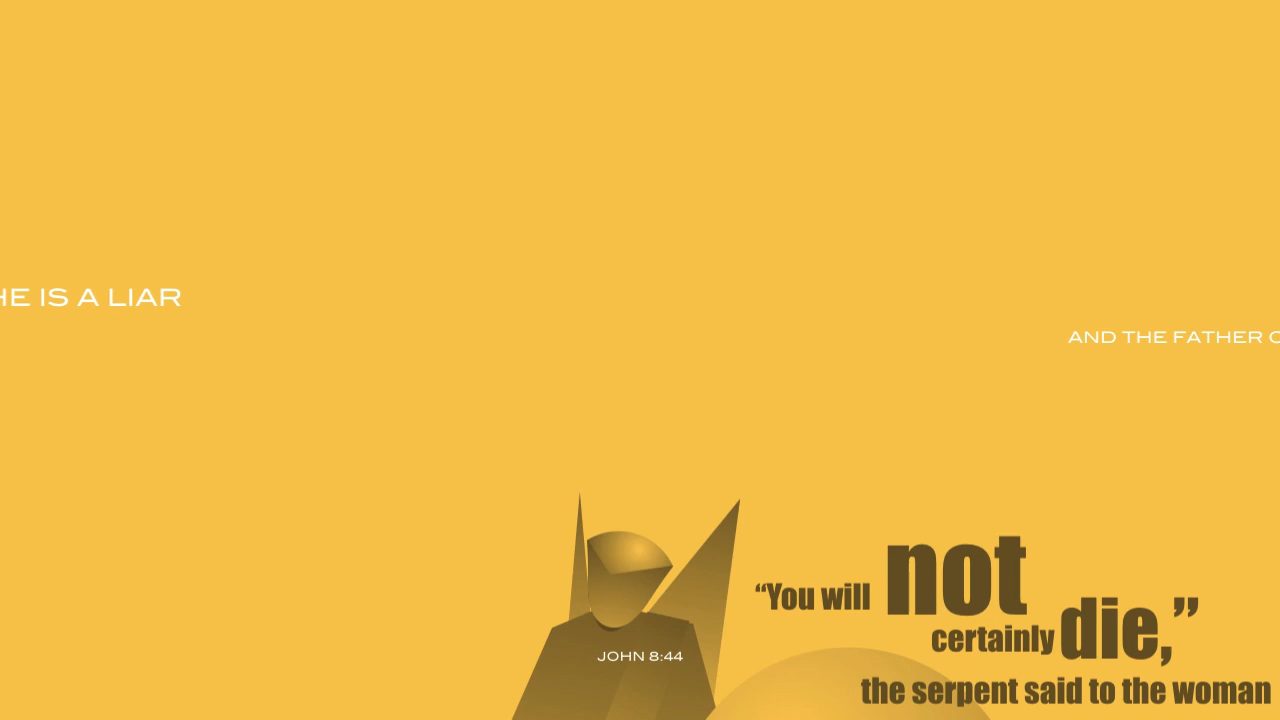 HE IS A LIAR
AND THE FATHER
“You will not
certainly die,”
JOHN 8:44
the serpent said to the woman